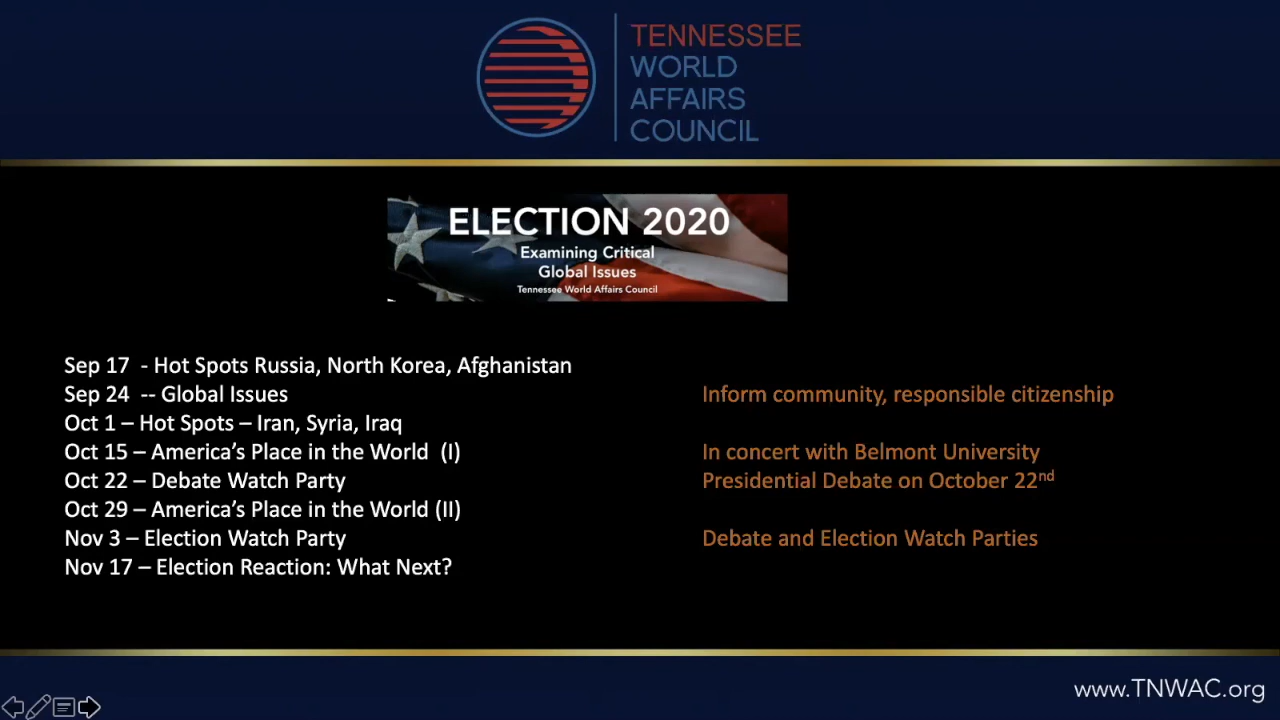 TENNESSEE
WORLD
AFFAIRS
COUNCIL
ELECTION 2020
Examining Critical
Global Issues
Tennessee World Affairs Council
Sep 17 - Hot Spots Russia, North Korea, Afghanistan
Sep 24 -- Global Issues
Oct 1 – Hot Spots – Iran, Syria, Iraq
Oct 15 – America’s Place in the World (I)
Oct 22 – Debate Watch Party
Oct 29 – America’s Place in the World (II)
Nov 3 – Election Watch Party
Nov 17 – Election Reaction: What Next?
Inform community, responsible citizenship
In concert with Belmont University
Presidential Debate on October 22nd
Debate and Election Watch Parties
www.TNWAC.org